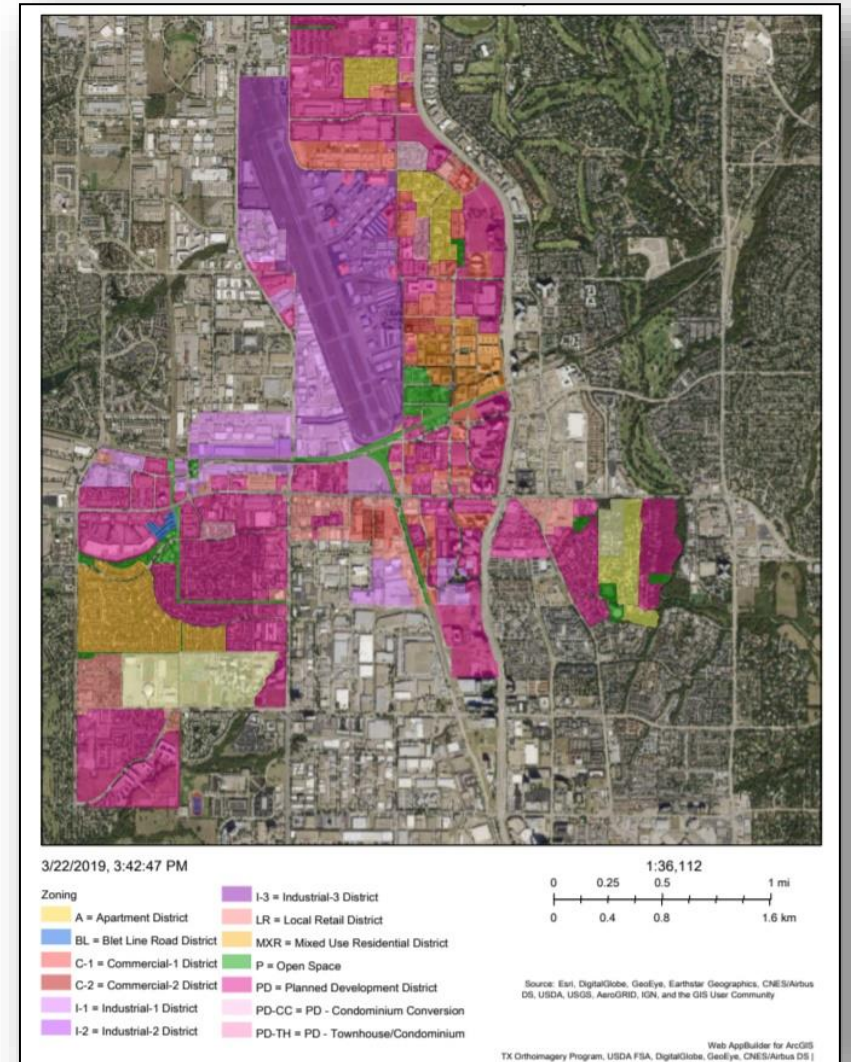 3/22/2019, 3:42:47 PM
1:36,112
0 0.25 0.5 1 mi
0 0.4 0.8 1.6 km
Zoning
A = Apartment District
BL = Blet Line Road District
C-1 = Commercial-1 District
C-2 = Commercial-2 District
I-1 = Industrial-1 District
I-2 = Industrial-2 District
I-3 = Industrial-3 District
LR = Local Retail District
MXR = Mixed Use Residential District
P = Open Space
PD = Planned Development District
PD-CC = PD - Condominium Conversion
PD-TH = PD - Townhouse/Condominium
Source: Esri, DigitalGlobe, GeoEye, Earthstar Geographics, CNES/Airbus
DS, USDA, USGS, AeroGRID, IGN, and the GIS User Community
Web AppBuilder for ArcGIS
TX Orthoimagery Program, USDA FSA, DigitalGlobe, GeoEye, CNES/Airbus DS |